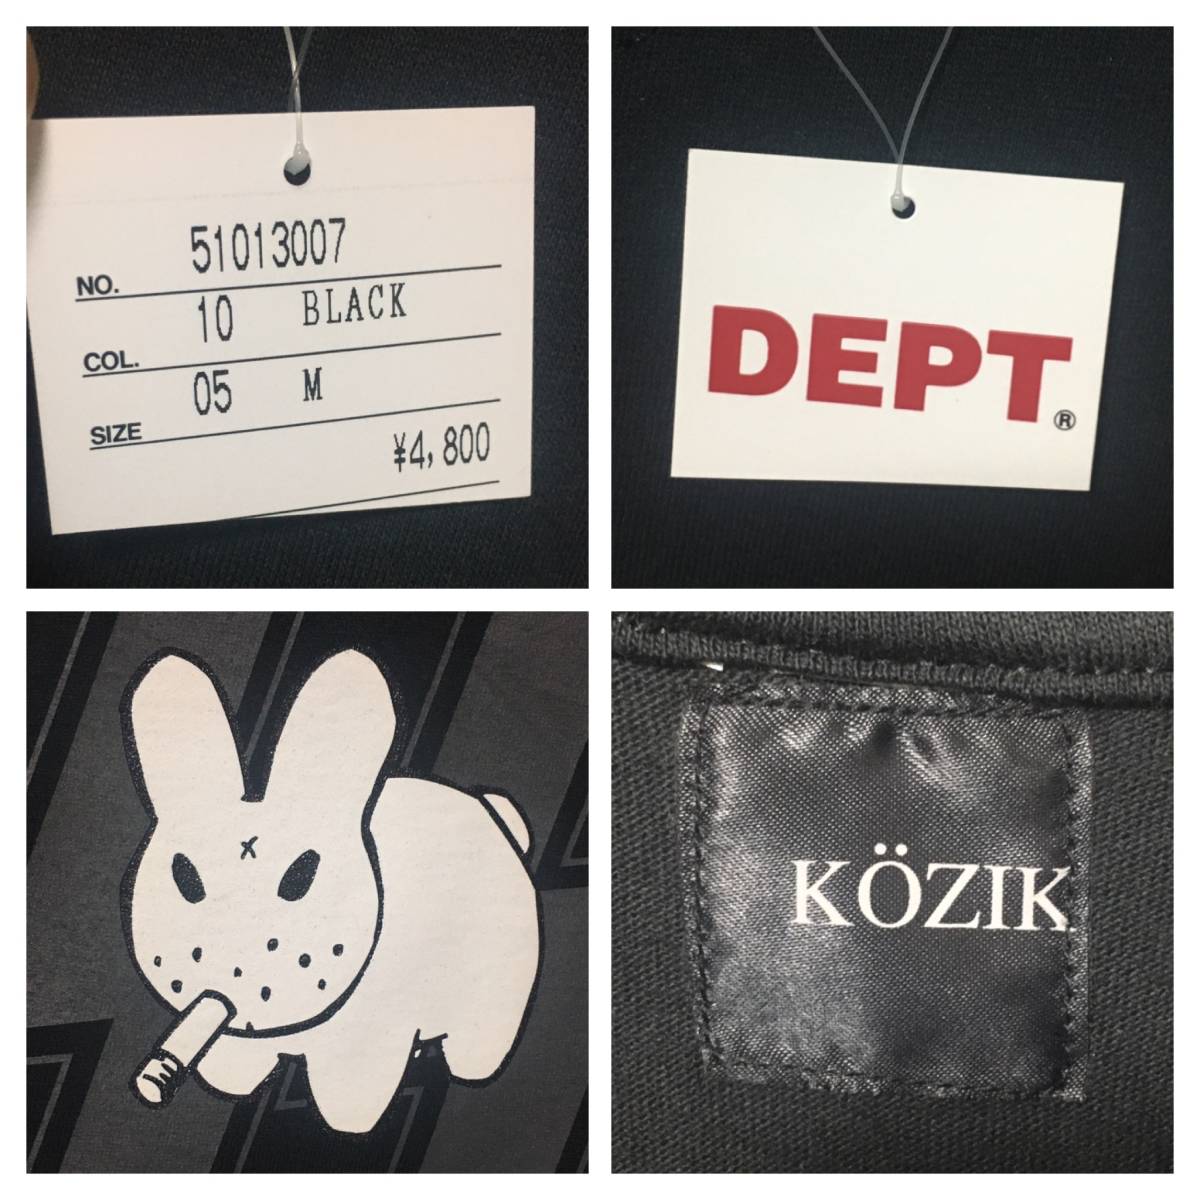 51013007
NO.
10 BLACK
COL.
05 M
SIZE
¥4,800
DEPT®
KÖZIK